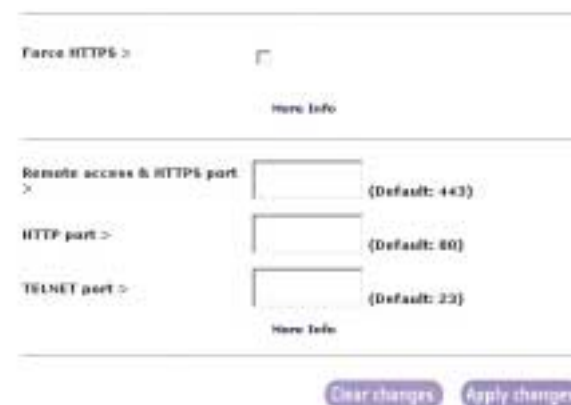 Force HTTPS >
More Info
Remote access & HTTPS port
>
(Default: 443)
HTTP port >
(Default: 80)
TELNET port >
(Default: 23)
More Info
Clear changes
Apply changes